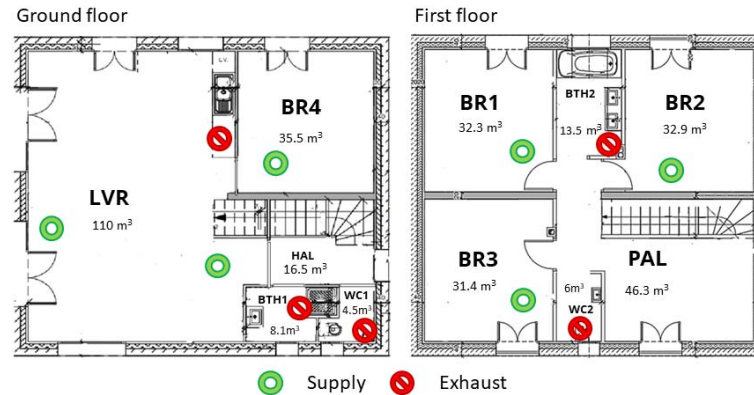 Ground floor
First floor
L.V.
BR4
35.5 m³
LVR
110 m³
HAL
16.5 m³
BTH1
8.1m³
WC1
4.5m³
BR1
32.3 m³
BTH2
13.5 m³
BR2
32.9 m³
BR3
31.4 m³
6m³
WC2
PAL
46.3 m³
Supply
Exhaust